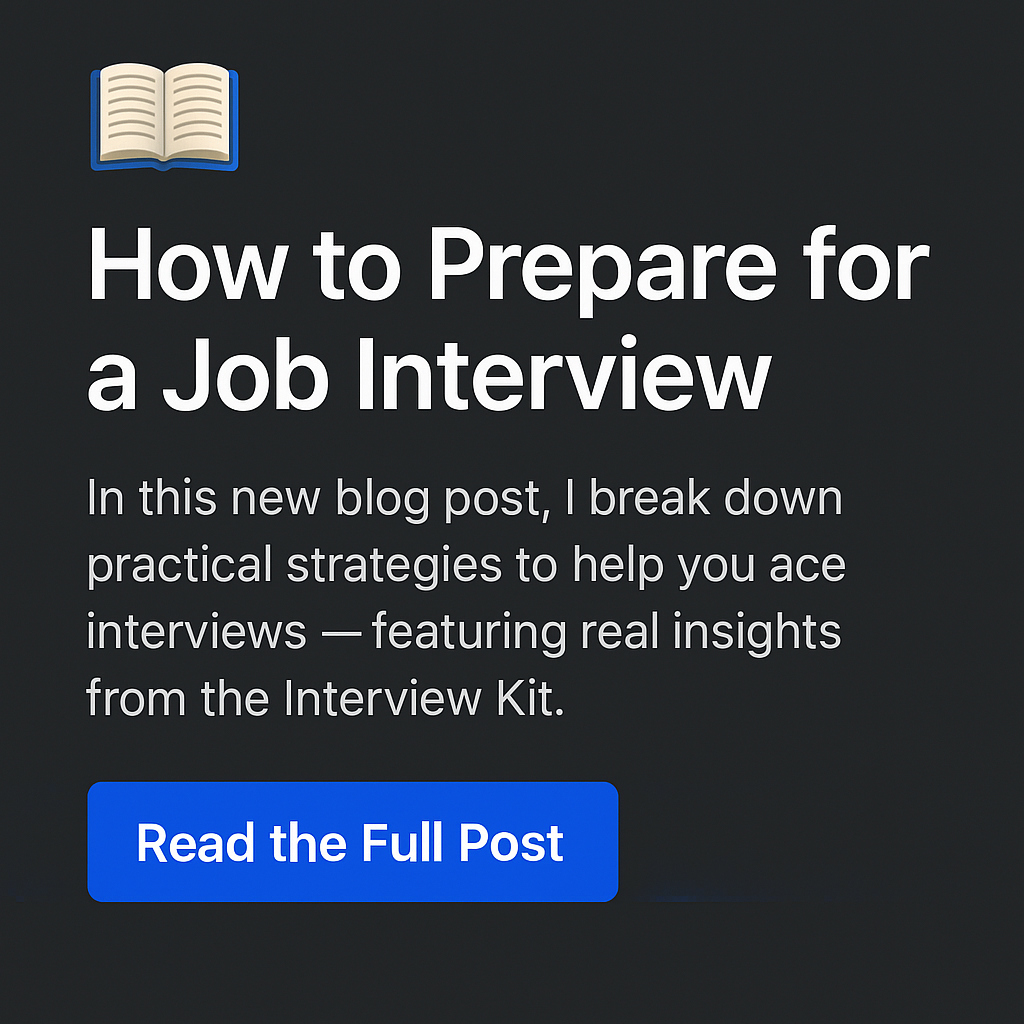 How to Prepare for
a Job Interview
In this new blog post, I break down
practical strategies to help you ace
interviews — featuring real insights
from the Interview Kit.
Read the Full Post